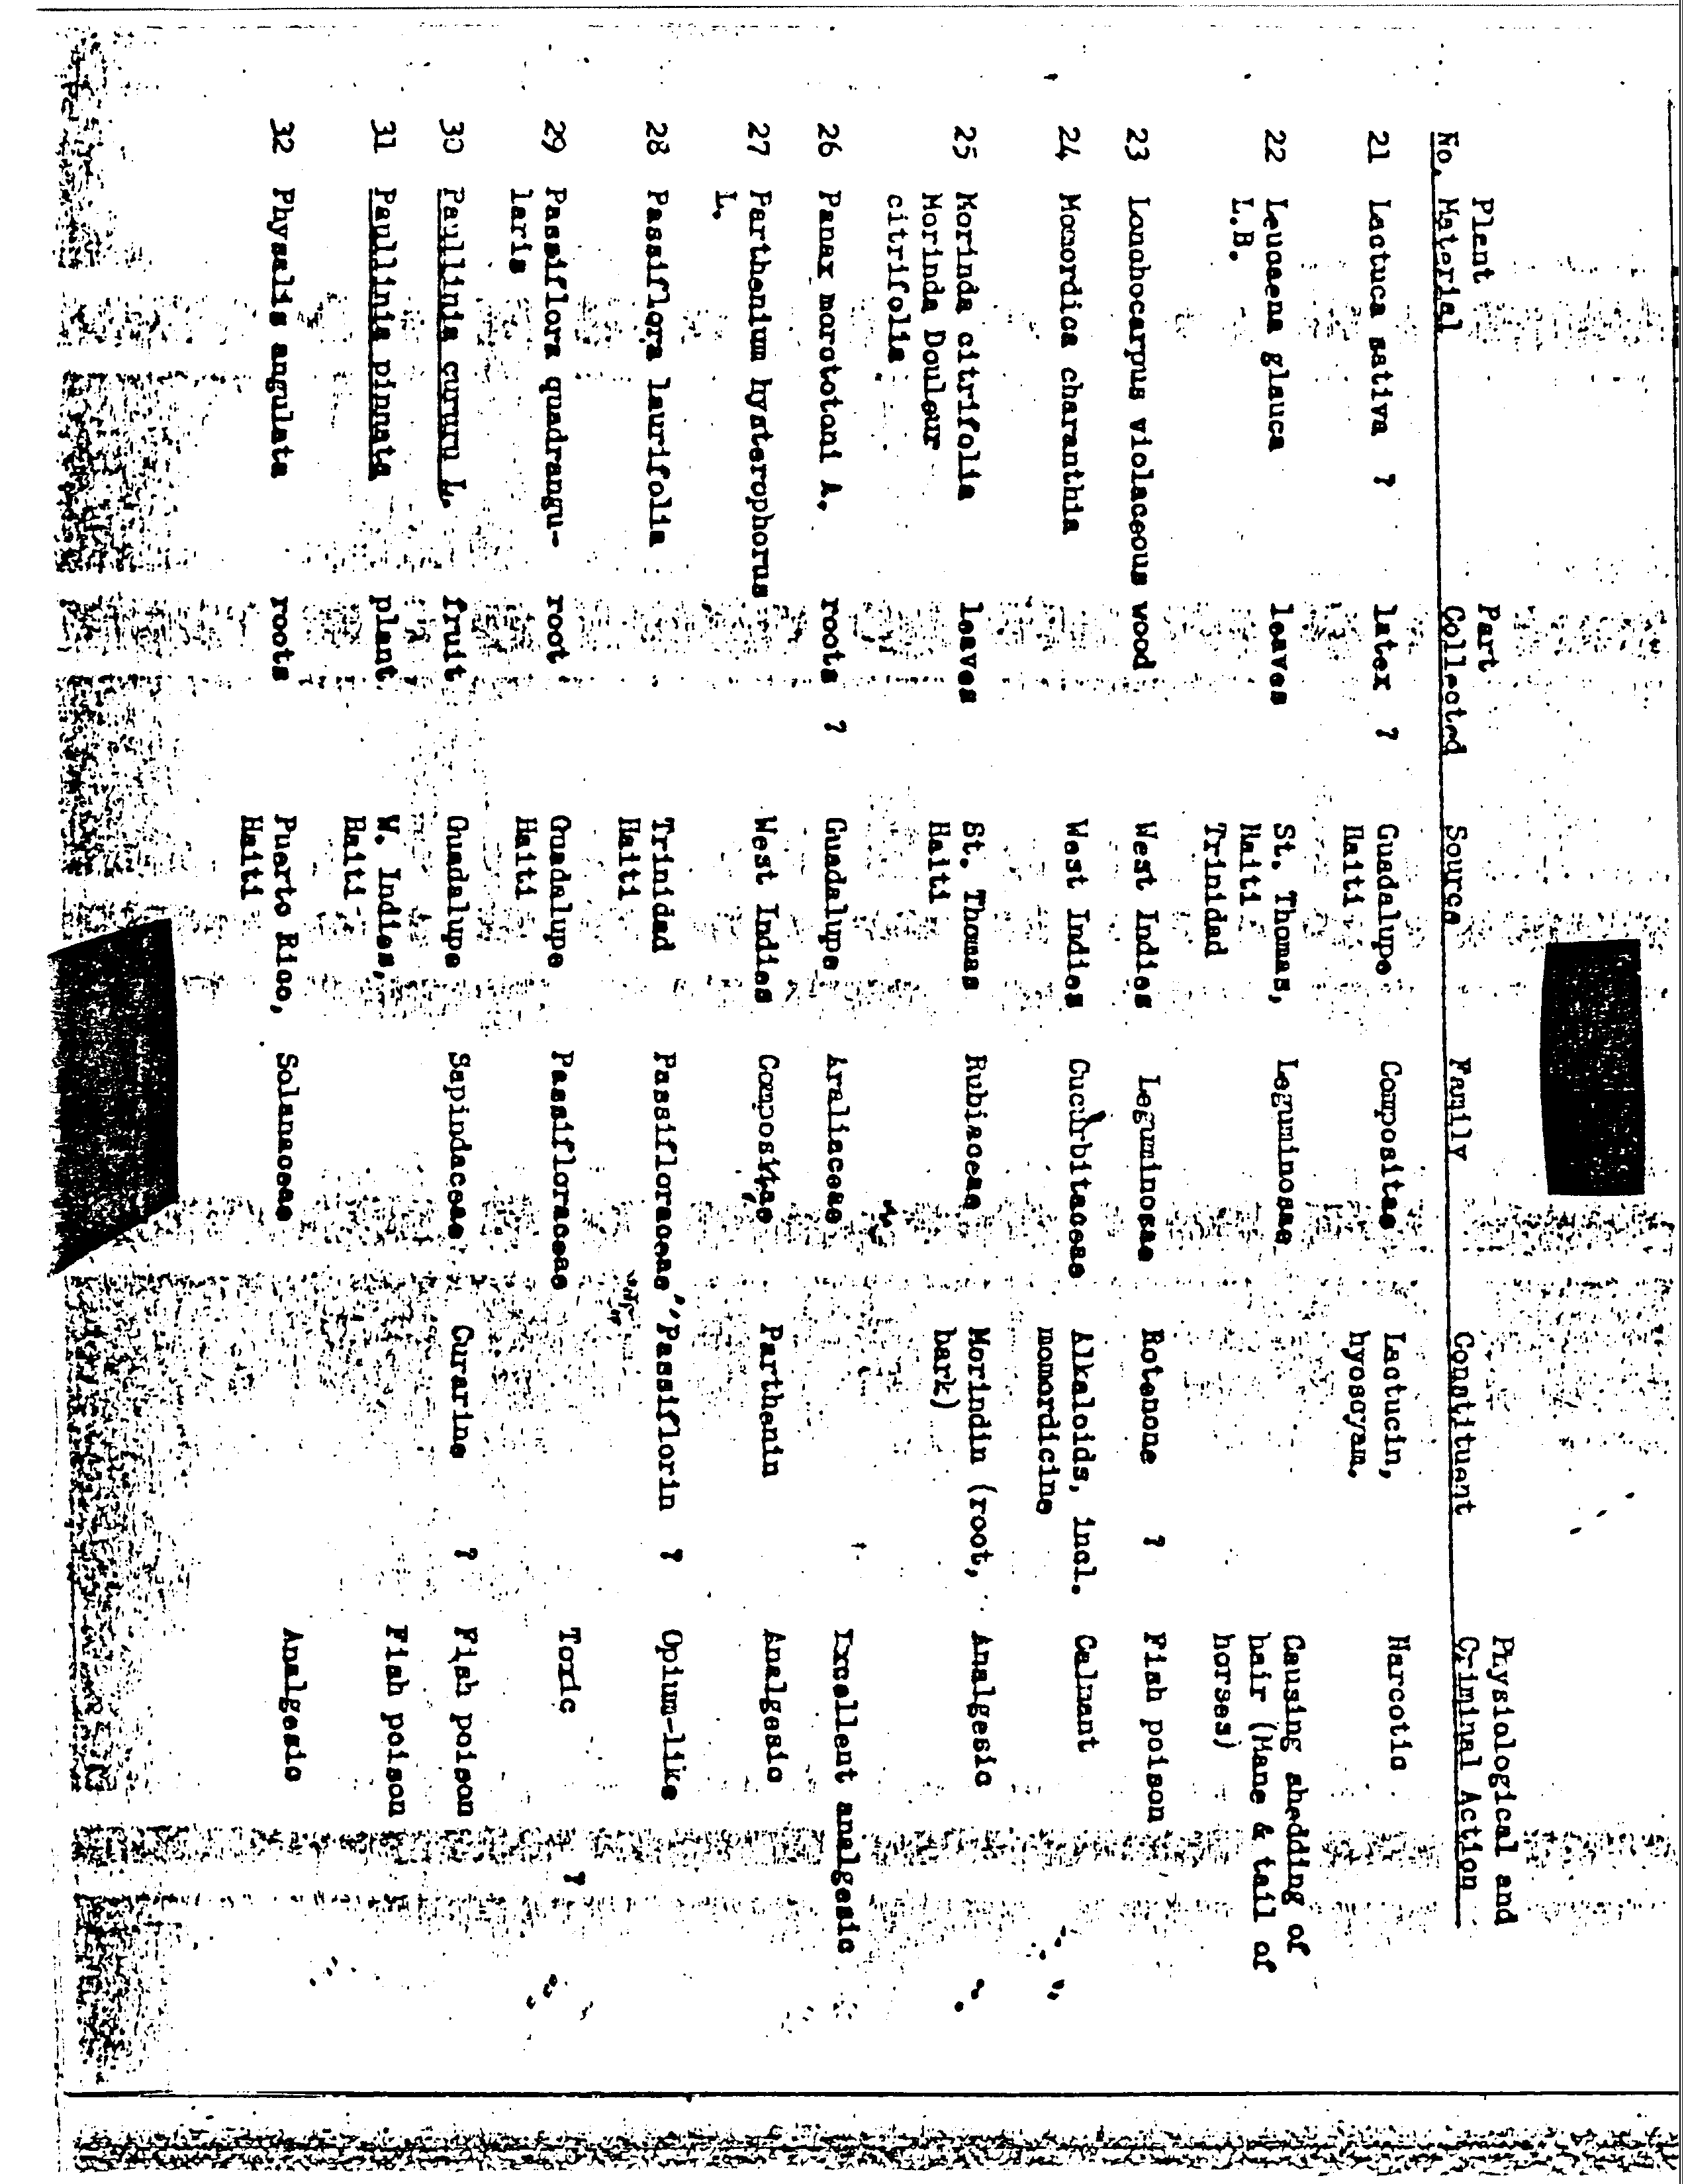 Plant Part Physiological and
No. Material Collected Source Family Constituent Criminal Action
21 Lactuca sativa ? latex ? Guadalupe Compositae Lactucin, Narcotic
Haiti hyoscyam.
22 Leucaena glauca leaves St. Thomas, Leguminosae Causing shedding of
L.B. Haiti hair (Mane & tail of
Trinidad horses)
23 Lonchocarpus violaceous wood West Indies Leguminosae Rotenone ? Fish poison
24 Momordica charanthia West Indies Cucurbitaceae Alkaloids, incl. Calmant
momordicine
25 Morinda citrifolia leaves St. Thomas Rubiaceae Morindin (root, Analgesic
Morinda Douleur Haiti bark)
citrifolia
26 Panax morototoni A. roots ? Guadalupe Araliaceae Excellent analgesic
27 Parthenium hysterophorus West Indies Compositae Parthenin Analgesic
L.
28 Passiflora laurifolia Trinidad Passifloraceae Passiflorin ? Opium-like
Haiti
29 Passiflora quadrangu- root Guadalupe Passifloraceae Toxic ?
laris Haiti
30 Paullinia cururu L. fruit Guadalupe Sapindaceae Curarine ? Fish poison
31 Paullinia pinnata plant W. Indies, Fish poison
Haiti
32 Physalis angulata roots Puerto Rico, Solanaceae Analgesic
Haiti